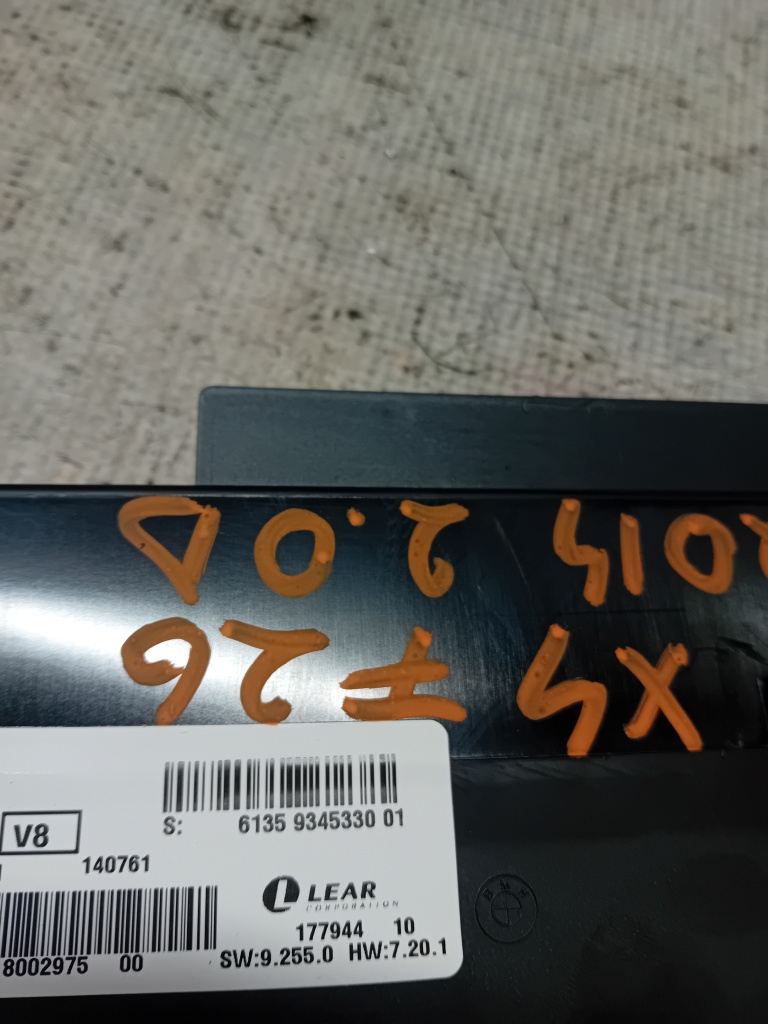 X4 F26
2014 2.0D
S: 6135 9345330 01
V8
140761
LEAR
CORPORATION
177944 10
8002975 00
SW:9.255.0 HW:7.20.1
BMW